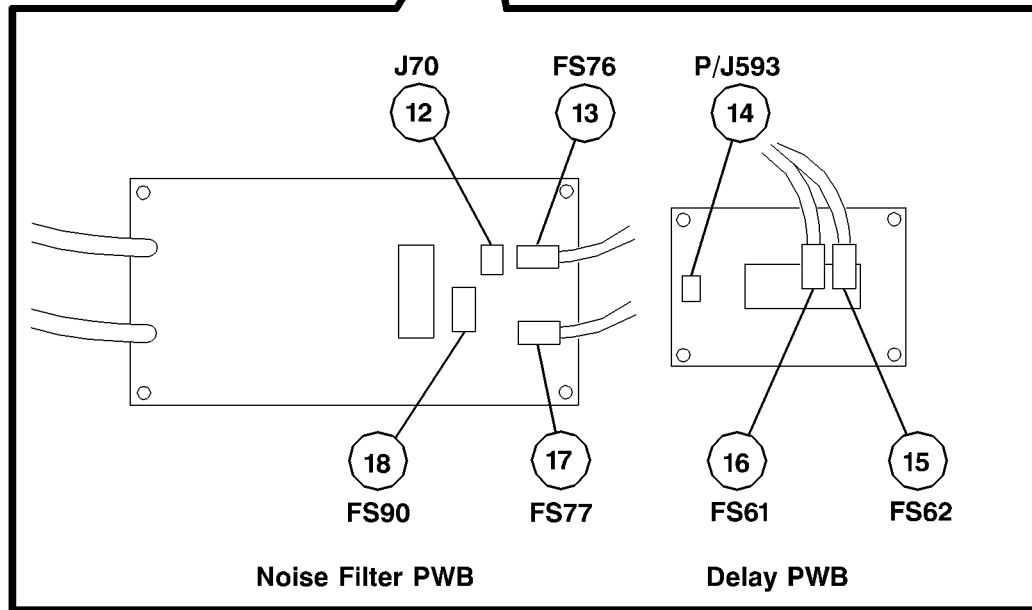 J70 FS76 P/J593
12 13 14
18 17 16 15
FS90 FS77 FS61 FS62
Noise Filter PWB Delay PWB